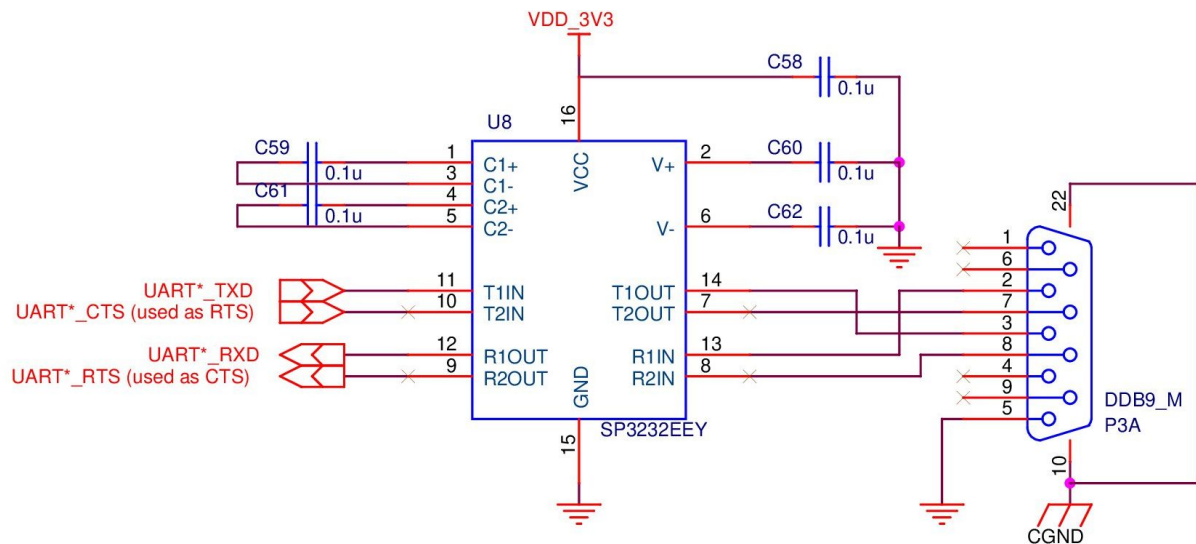 VDD_3V3
C58
0.1u
16
U8
C59
0.1u
C61
0.1u
1
3
4
5
C1+
C1-
C2+
C2-
VCC
V+
V-
2
6
C60
0.1u
C62
0.1u
UART*_TXD
UART*_CTS (used as RTS)
UART*_RXD
UART*_RTS (used as CTS)
11
10
12
9
T1IN
T2IN
R1OUT
R2OUT
T1OUT
T2OUT
R1IN
R2IN
14
7
13
8
GND
15
SP3232EEY
22
1
6
2
7
3
8
4
9
5
10
DDB9_M
P3A
CGND